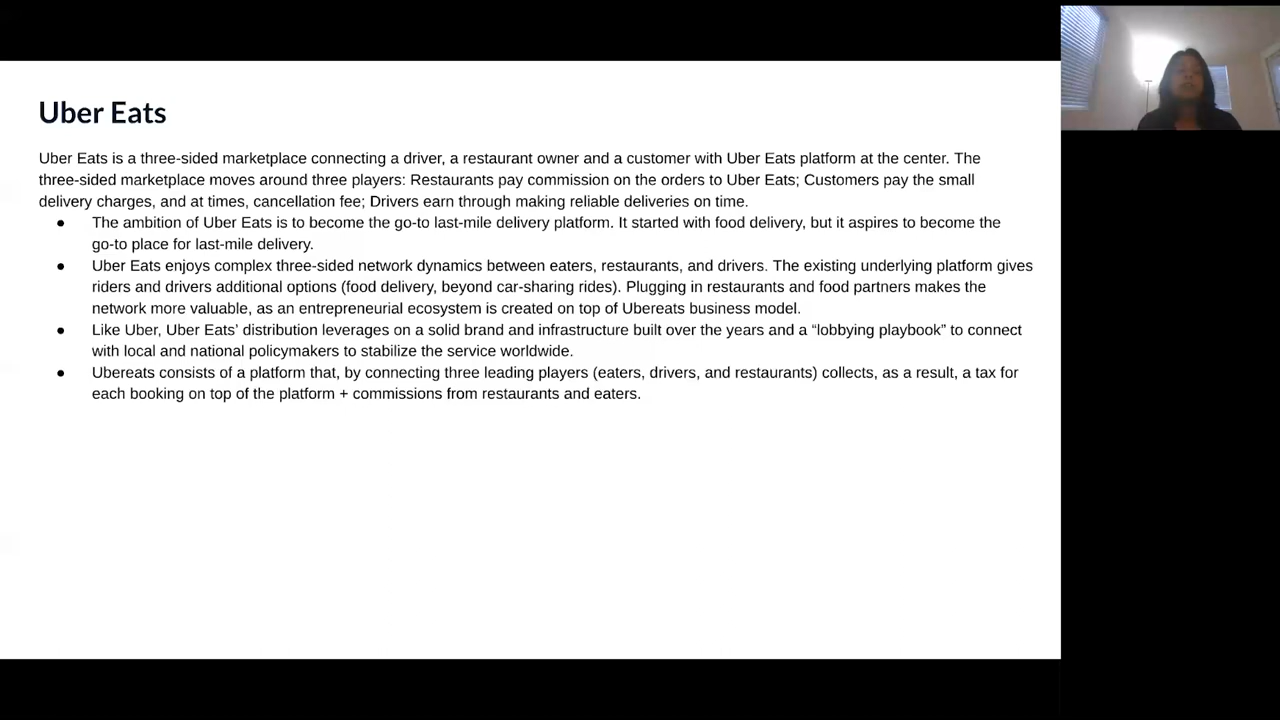 Uber Eats
Uber Eats is a three-sided marketplace connecting a driver, a restaurant owner and a customer with Uber Eats platform at the center. The
three-sided marketplace moves around three players: Restaurants pay commission on the orders to Uber Eats; Customers pay the small
delivery charges, and at times, cancellation fee; Drivers earn through making reliable deliveries on time.
● The ambition of Uber Eats is to become the go-to last-mile delivery platform. It started with food delivery, but it aspires to become the
go-to place for last-mile delivery.
● Uber Eats enjoys complex three-sided network dynamics between eaters, restaurants, and drivers. The existing underlying platform gives
riders and drivers additional options (food delivery, beyond car-sharing rides). Plugging in restaurants and food partners makes the
network more valuable, as an entrepreneurial ecosystem is created on top of Ubereats business model.
● Like Uber, Uber Eats’ distribution leverages on a solid brand and infrastructure built over the years and a “lobbying playbook” to connect
with local and national policymakers to stabilize the service worldwide.
● Ubereats consists of a platform that, by connecting three leading players (eaters, drivers, and restaurants) collects, as a result, a tax for
each booking on top of the platform + commissions from restaurants and eaters.